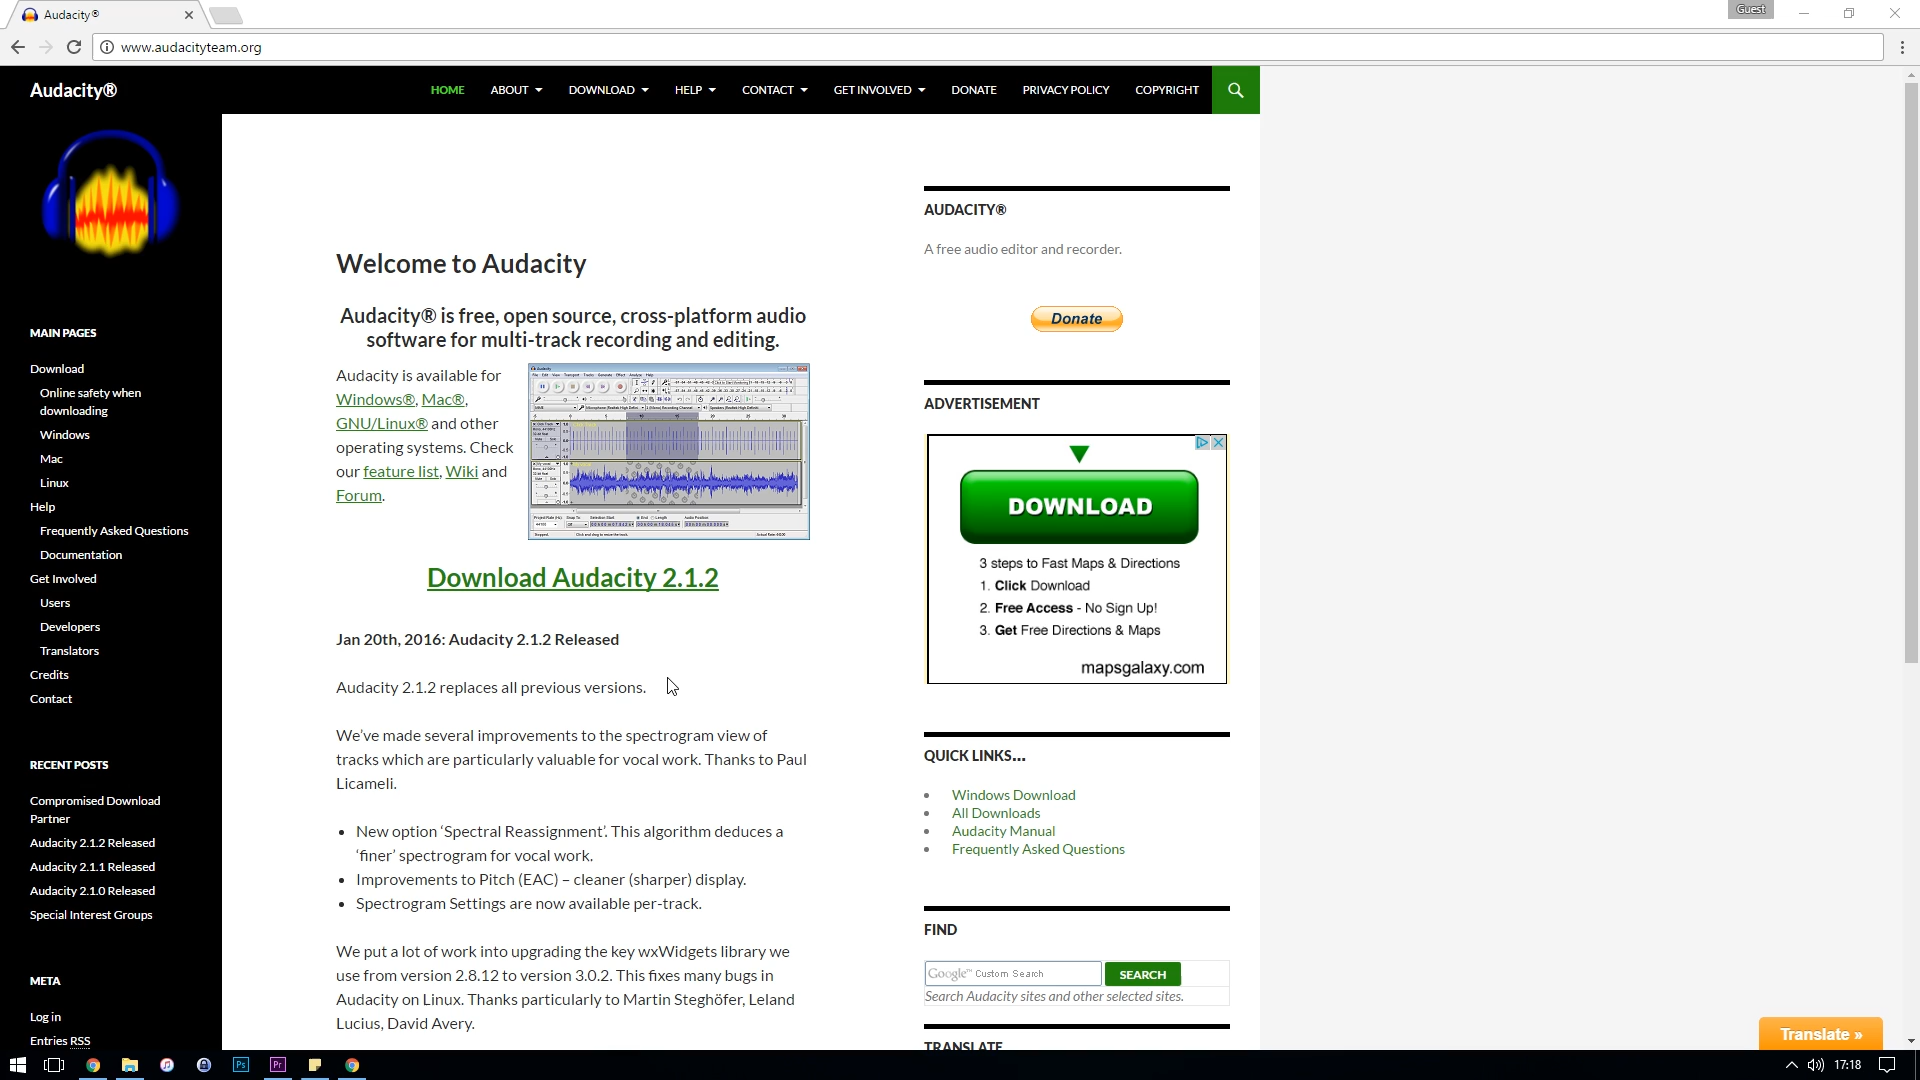 Audacity®
Guest
www.audacityteam.org
Audacity®
HOME
ABOUT
DOWNLOAD
HELP
CONTACT
GET INVOLVED
DONATE
PRIVACY POLICY
COPYRIGHT
MAIN PAGES
Download
Online safety when
downloading
Windows
Mac
Linux
Help
Frequently Asked Questions
Documentation
Get Involved
Users
Developers
Translators
Credits
Contact
RECENT POSTS
Compromised Download
Partner
Audacity 2.1.2 Released
Audacity 2.1.1 Released
Audacity 2.1.0 Released
Special Interest Groups
META
Log in
Entries RSS
Welcome to Audacity
Audacity® is free, open source, cross-platform audio
software for multi-track recording and editing.
Audacity is available for
Windows®, Mac®,
GNU/Linux® and other
operating systems. Check
our feature list, Wiki and
Forum.
Download Audacity 2.1.2
Jan 20th, 2016: Audacity 2.1.2 Released
Audacity 2.1.2 replaces all previous versions.
We've made several improvements to the spectrogram view of
tracks which are particularly valuable for vocal work. Thanks to Paul
Licameli.
• New option ‘Spectral Reassignment’. This algorithm deduces a
‘finer’ spectrogram for vocal work.
• Improvements to Pitch (EAC) – cleaner (sharper) display.
• Spectrogram Settings are now available per-track.
We put a lot of work into upgrading the key wxWidgets library we
use from version 2.8.12 to version 3.0.2. This fixes many bugs in
Audacity on Linux. Thanks particularly to Martin Steghöfer, Leland
Lucius, David Avery.
AUDACITY®
A free audio editor and recorder.
Donate
ADVERTISEMENT
DOWNLOAD
3 steps to Fast Maps & Directions
1. Click Download
2. Free Access - No Sign Up!
3. Get Free Directions & Maps
mapsgalaxy.com
QUICK LINKS...
• Windows Download
• All Downloads
• Audacity Manual
• Frequently Asked Questions
FIND
Google™ Custom Search
SEARCH
Search Audacity sites and other selected sites.
TRANSLATE
Translate »
Ps
Pr
17:18